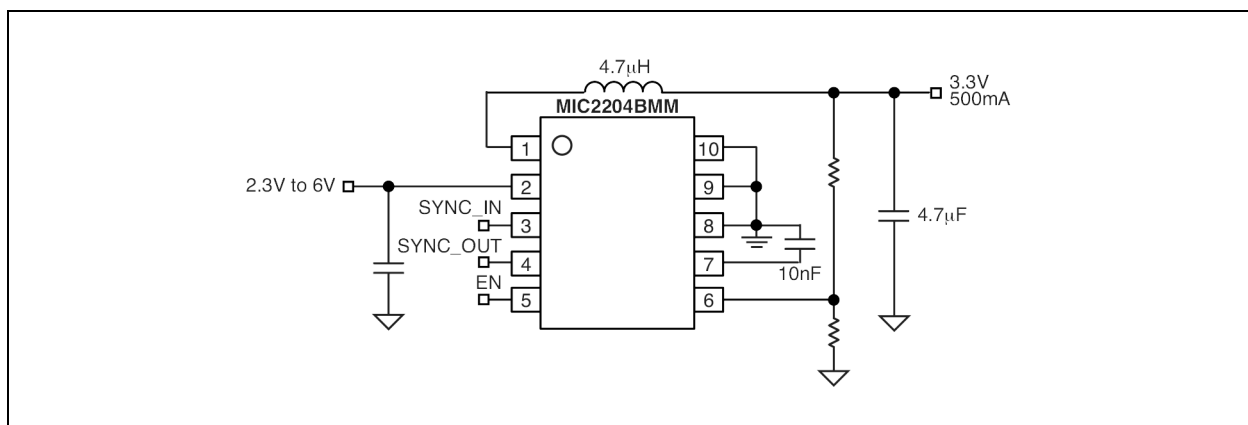 4.7μH
MIC2204BMM
3.3V
500mA
1
10
2.3V to 6V
2
9
SYNC_IN
3
8
SYNC_OUT
4
7
10nF
4.7μF
EN
5
6